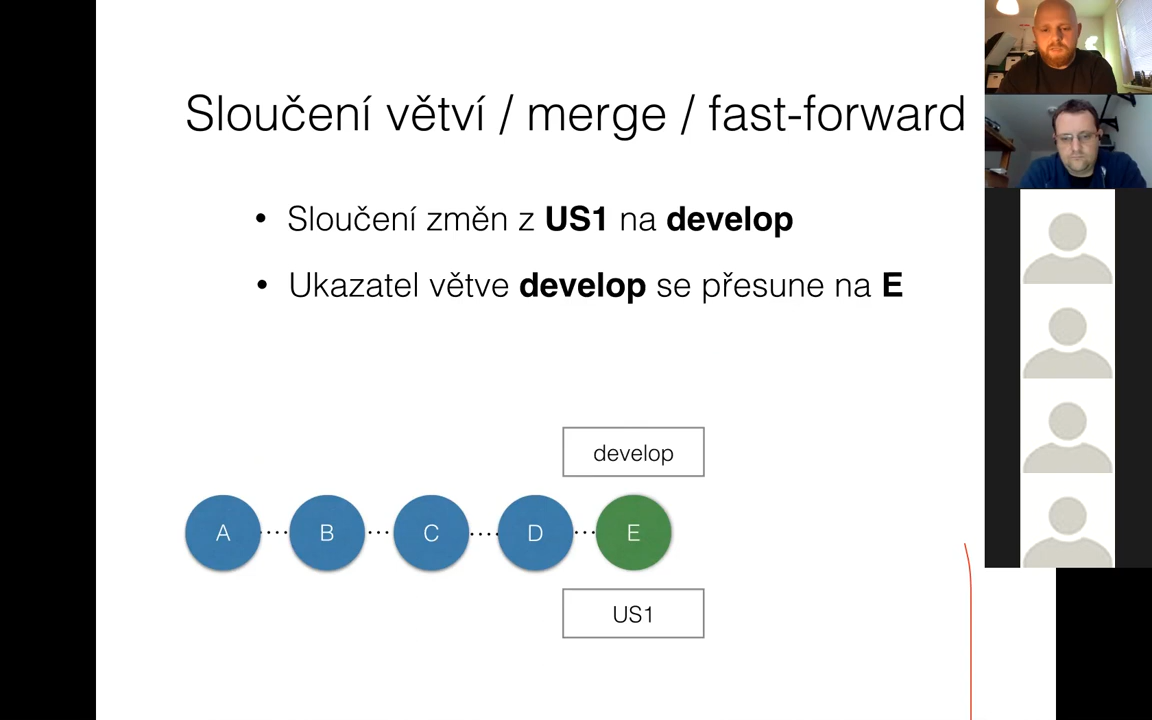 Sloučení větví / merge / fast-forward
• Sloučení změn z US1 na develop
• Ukazatel větve develop se přesune na E
develop
A B C D E
US1